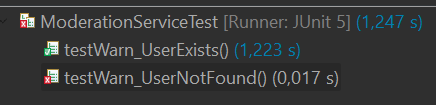 ModerationServiceTest [Runner: JUnit 5] (1,247 s)
testWarn_UserExists() (1,223 s)
testWarn_UserNotFound() (0,017 s)